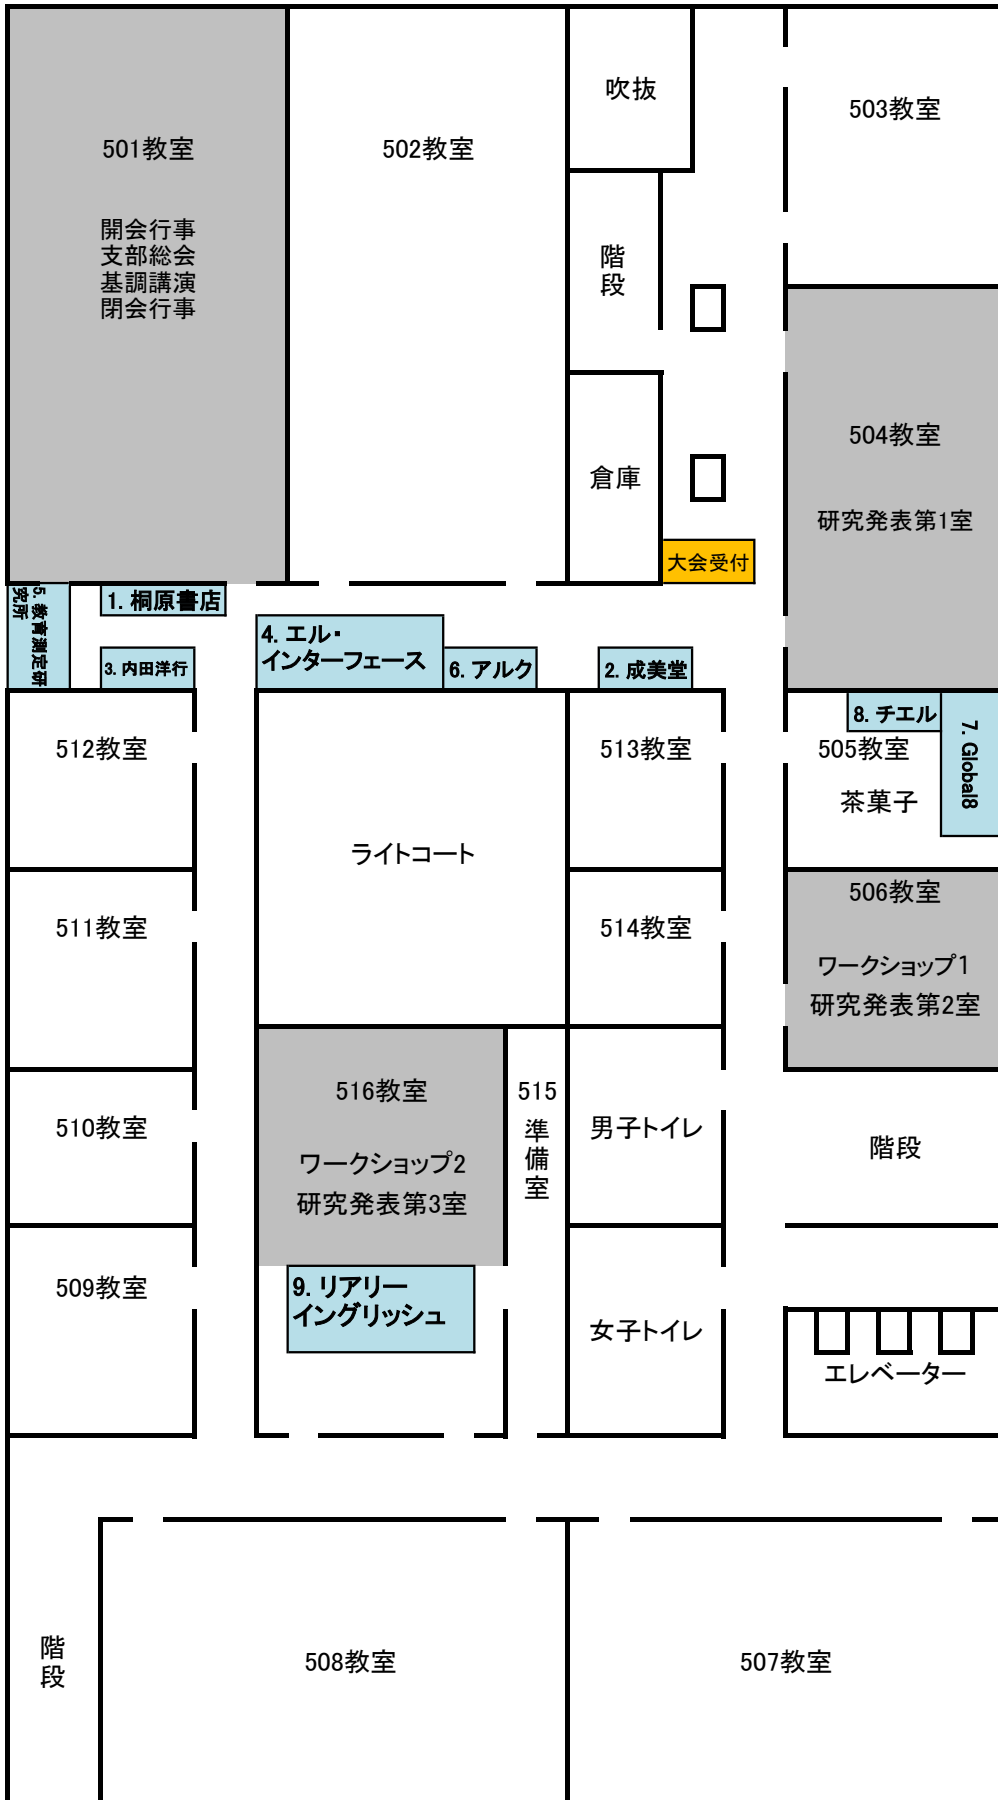 501教室
開会行事
支部総会
基調講演
閉会行事
502教室
吹抜
503教室
階段
504教室
研究発表第1室
倉庫
大会受付
5. 教育測定研
究所
1. 桐原書店
3. 内田洋行
4. エル・
インターフェース
6. アルク
2. 成美堂
8. チエル
7. Global8
512教室
513教室
505教室
茶菓子
ライトコート
511教室
514教室
506教室
ワークショップ1
研究発表第2室
516教室
ワークショップ2
研究発表第3室
515
準備室
510教室
男子トイレ
階段
509教室
9. リアリー
イングリッシュ
女子トイレ
エレベーター
階段
508教室
507教室